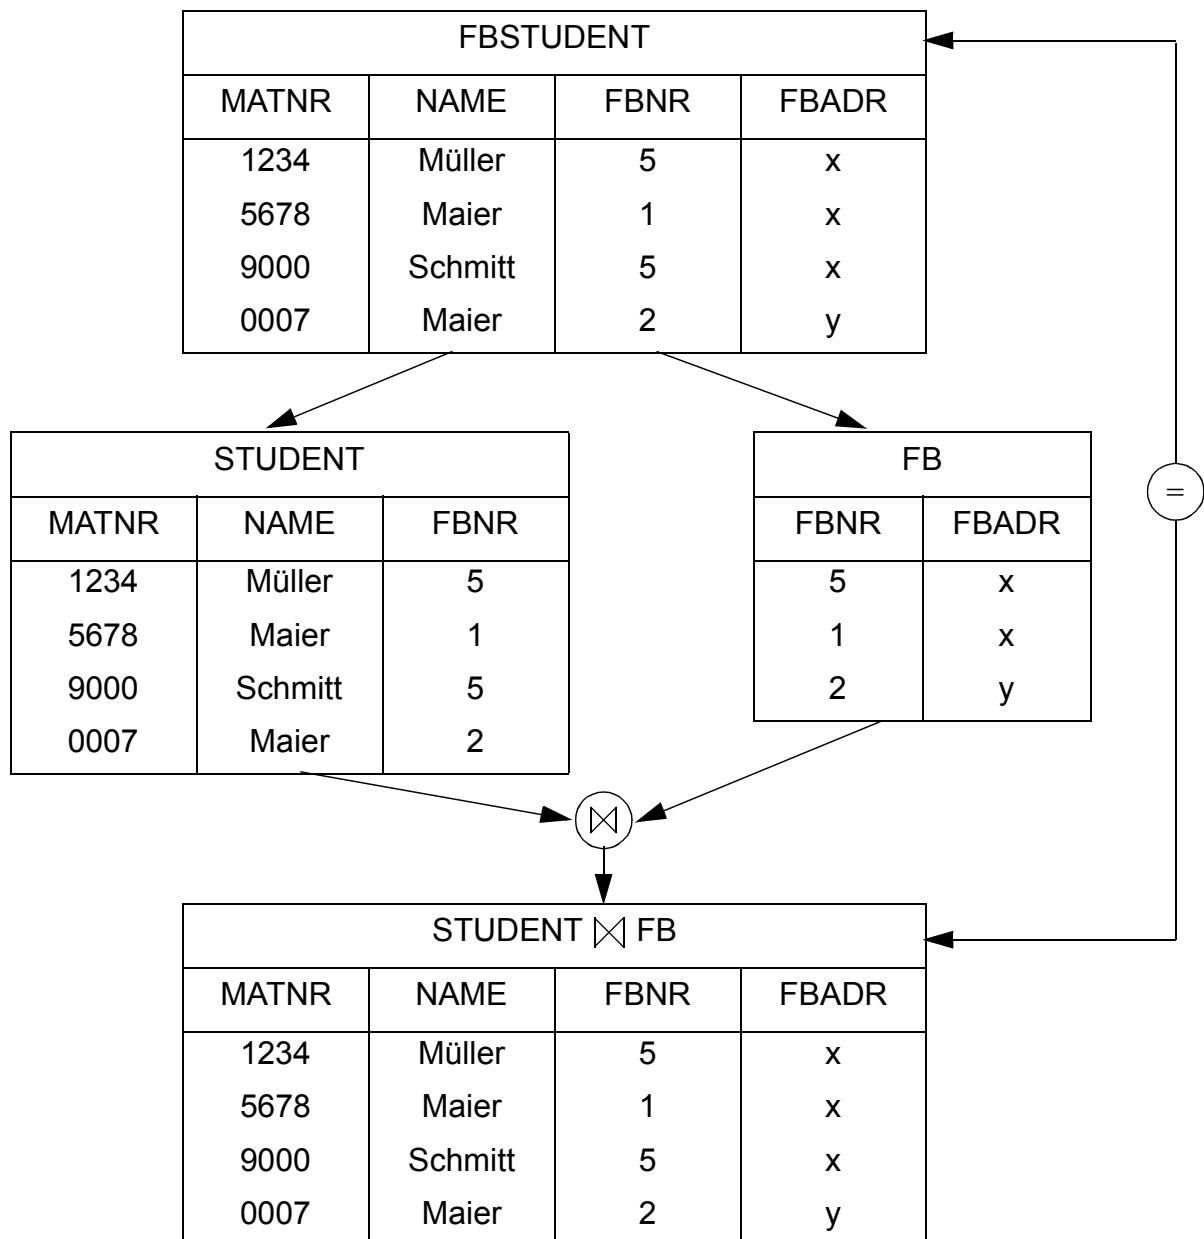 FBSTUDENT
MATNR NAME FBNR FBADR
1234 Müller 5 x
5678 Maier 1 x
9000 Schmitt 5 x
0007 Maier 2 y
STUDENT
MATNR NAME FBNR
1234 Müller 5
5678 Maier 1
9000 Schmitt 5
0007 Maier 2
FB
FBNR FBADR
5 x
1 x
2 y
=
⋈
STUDENT ⋈ FB
MATNR NAME FBNR FBADR
1234 Müller 5 x
5678 Maier 1 x
9000 Schmitt 5 x
0007 Maier 2 y